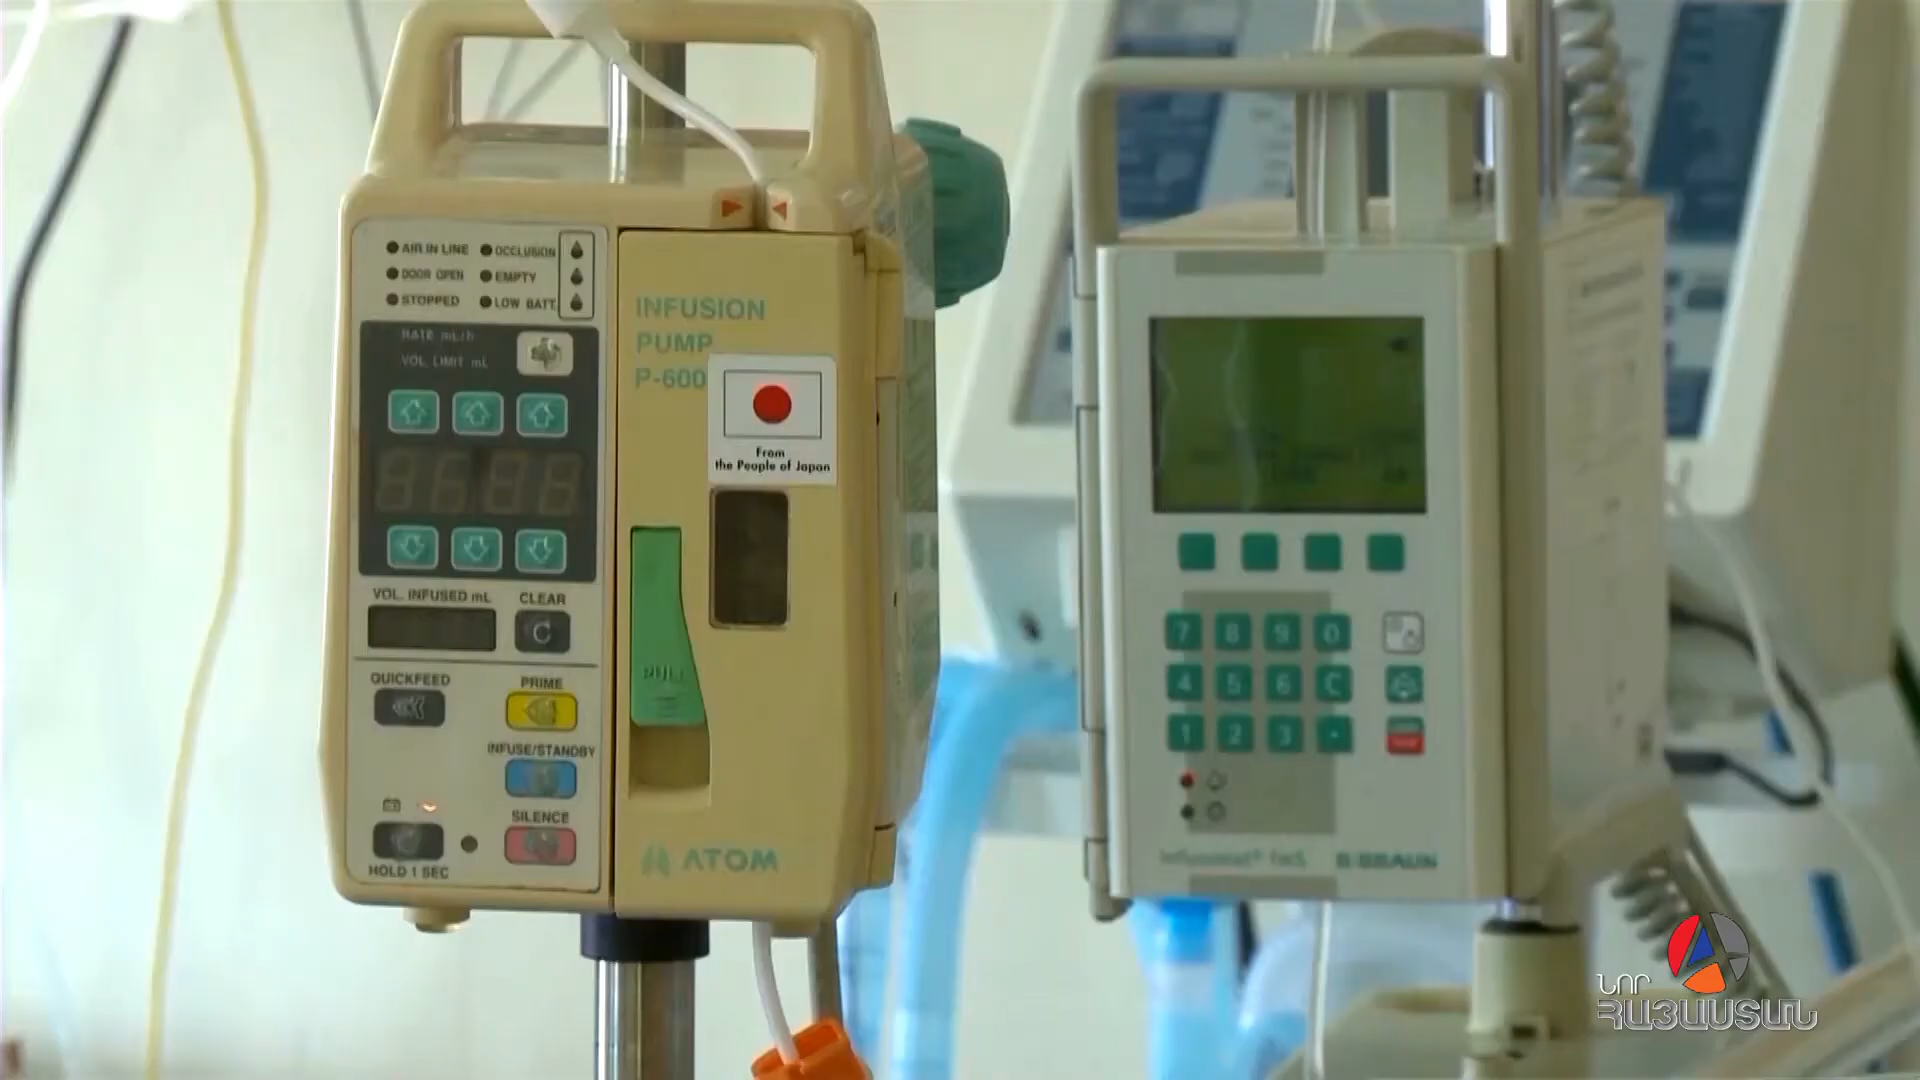 AIR IN LINE
OCCLUSION
DOOR OPEN
EMPTY
STOPPED
LOW BATT.
RATE mL/h
VOL. LIMIT mL
VOL. INFUSED mL
CLEAR
C
QUICKFEED
PRIME
INFUSE/STANDBY
SILENCE
HOLD 1 SEC
INFUSION
PUMP
P-600
From
the People of Japan
PULL
ATOM
7 8 9 0
4 5 6 C
1 2 3
Infusomat® fmS
B|BRAUN
ՆՈՐ
ՀԱՅԱՍՏԱՆ